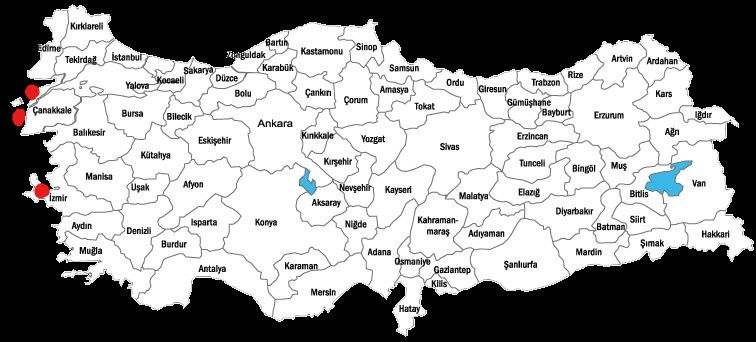 Kırklareli
Edirne
Tekirdağ
İstanbul
Zonguldak
Bartın
Kastamonu
Sinop
Karabük
Samsun
Artvin
Ardahan
Sakarya
Kocaeli
Düzce
Yalova
Bolu
Çankırı
Çorum
Amasya
Tokat
Ordu
Giresun
Trabzon
Rize
Kars
Gümüşhane
Bayburt
Erzurum
Iğdır
Çanakkale
Balıkesir
Bursa
Bilecik
Eskişehir
Ankara
Kırıkkale
Yozgat
Sivas
Erzincan
Ağrı
Kütahya
Kırşehir
Tunceli
Bingöl
Muş
Manisa
Uşak
Afyon
Nevşehir
Kayseri
Malatya
Elazığ
Bitlis
Van
İzmir
Aksaray
Aydın
Denizli
Isparta
Konya
Niğde
Kahraman-
maraş
Adıyaman
Diyarbakır
Batman
Siirt
Hakkari
Muğla
Burdur
Antalya
Karaman
Mersin
Adana
Osmaniye
Gaziantep
Kilis
Şanlıurfa
Mardin
Şımak
Hatay